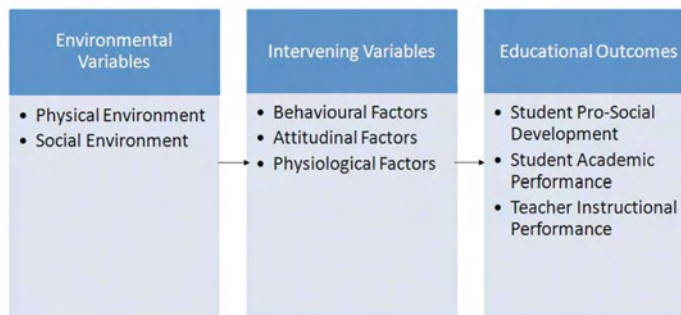 Environmental
Variables
• Physical Environment
• Social Environment
Intervening Variables
• Behavioural Factors
• Attitudinal Factors
• Physiological Factors
Educational Outcomes
• Student Pro-Social
Development
• Student Academic
Performance
• Teacher Instructional
Performance